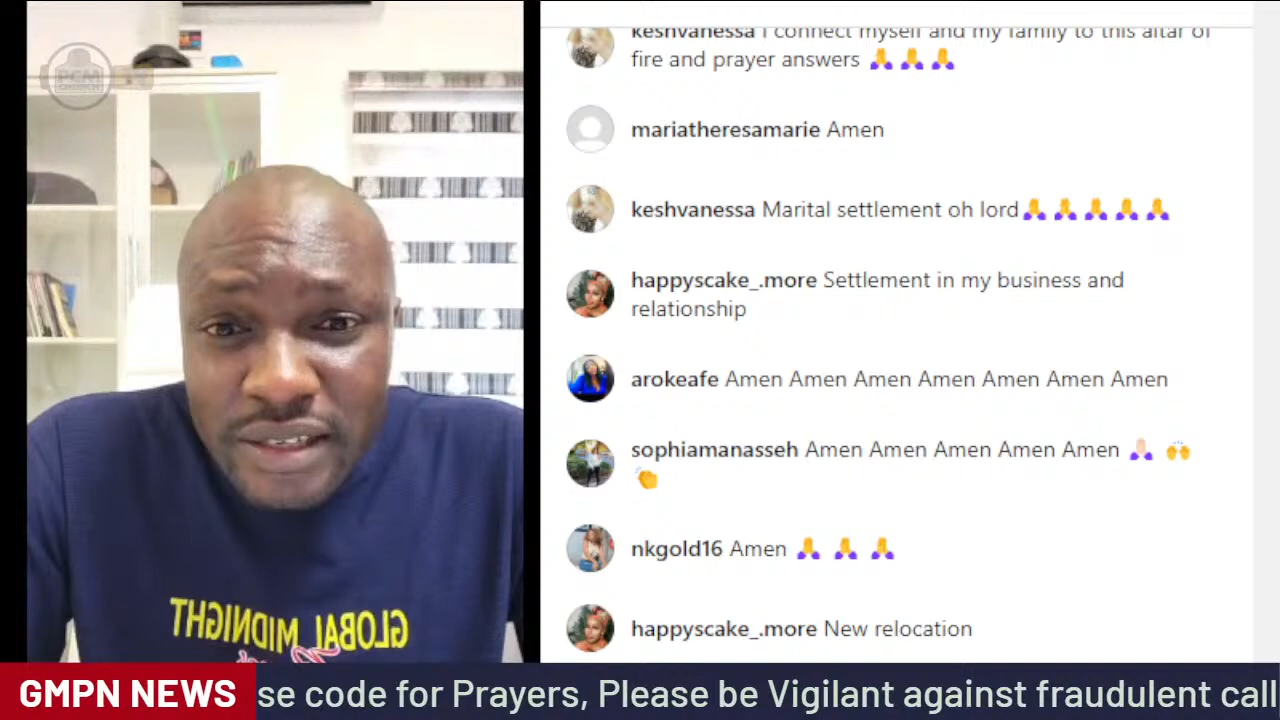 PCM TV
CHURCH
GLOBAL MIDNIGHT
keshvanessa I connect myself and my family to this altar of
fire and prayer answers 🙏 🙏 🙏
mariatheresamarie Amen
keshvanessa Marital settlement oh lord🙏 🙏 🙏 🙏 🙏
happyscake_.more Settlement in my business and
relationship
arokeafe Amen Amen Amen Amen Amen Amen Amen
sophiamanasseh Amen Amen Amen Amen Amen 🙏🏻 🙌
👏
nkgold16 Amen 🙏 🙏 🙏
happyscake_.more New relocation
GMPN NEWS se code for Prayers, Please be Vigilant against fraudulent call